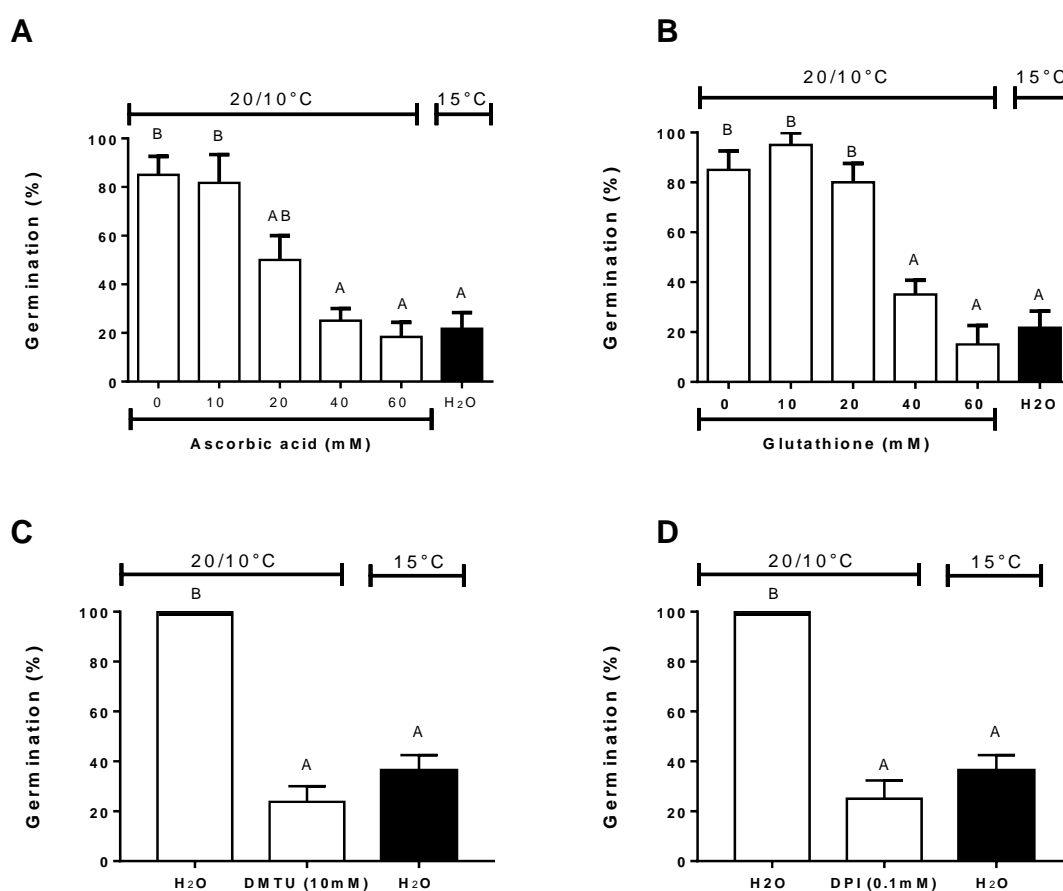 A
20/10°C 15°C
Germination (%)
100
80
60
40
20
0
B B AB A A A
0 10 20 40 60 H₂O
Ascorbic acid (mM)
B
20/10°C 15°C
Germination (%)
100
80
60
40
20
0
B B B A A A
0 10 20 40 60 H2O
Glutathione (mM)
C
20/10°C 15°C
Germination (%)
100
80
60
40
20
0
B A A
H₂O DMTU (10mM) H₂O
D
20/10°C 15°C
Germination (%)
100
80
60
40
20
0
B A A
H2O DPI (0.1mM) H₂O